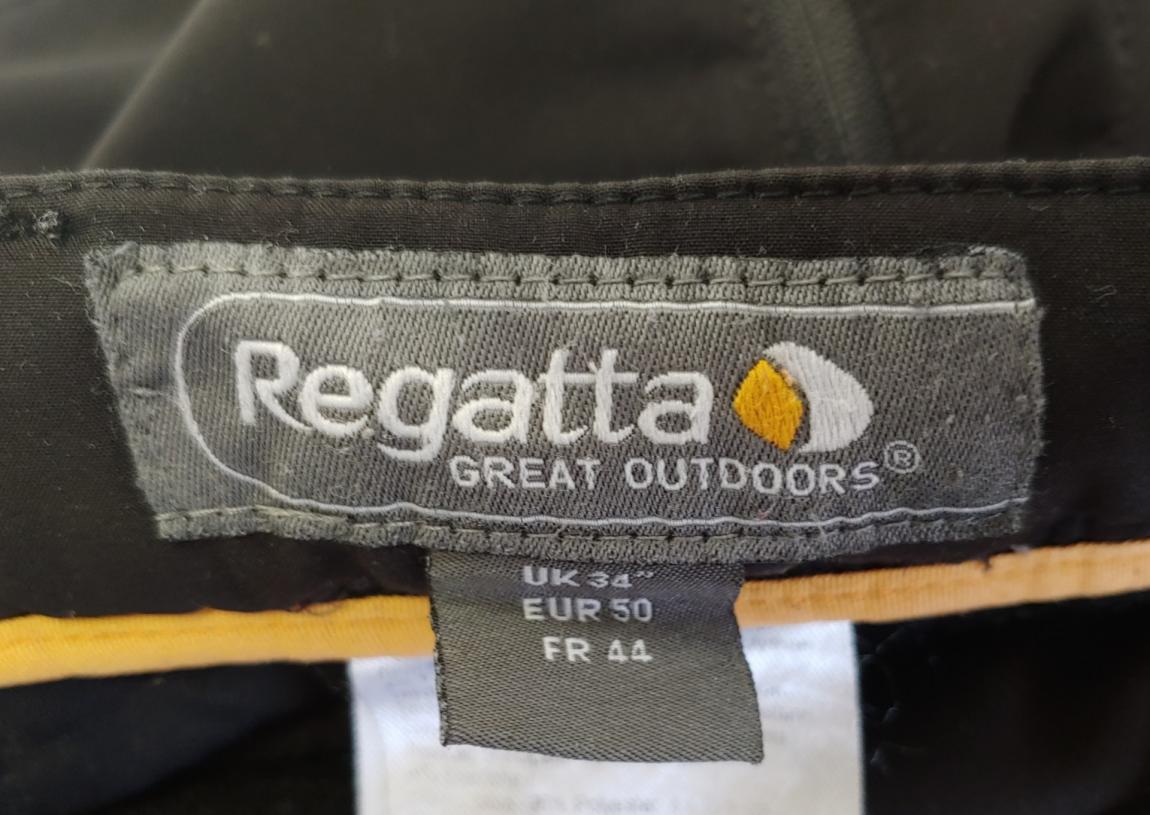 Regatta
GREAT OUTDOORS®
UK 34"
EUR 50
FR 44